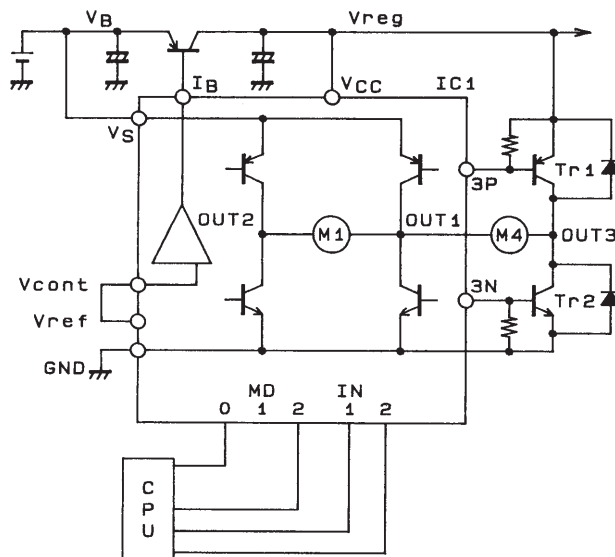 VB
Vreg
IB
VCC
IC1
VS
3P
Tr1
OUT2
M1
OUT1
M4
OUT3
Vcont
3N
Tr2
Vref
GND
MD
IN
0 1 2 1 2
C
P
U